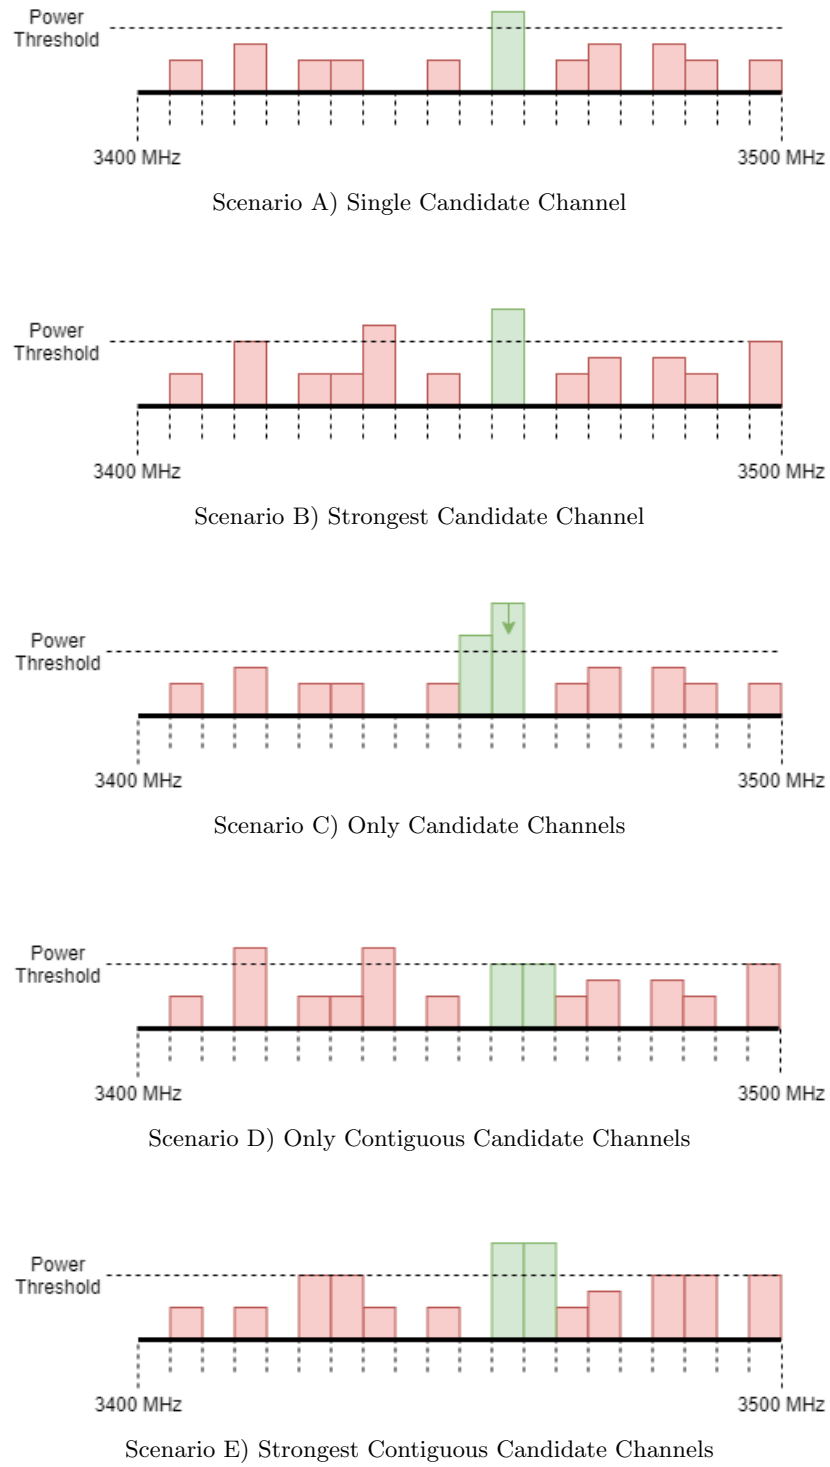 Power
Threshold
3400 MHz
3500 MHz
Scenario A) Single Candidate Channel
Power
Threshold
3400 MHz
3500 MHz
Scenario B) Strongest Candidate Channel
Power
Threshold
3400 MHz
3500 MHz
Scenario C) Only Candidate Channels
Power
Threshold
3400 MHz
3500 MHz
Scenario D) Only Contiguous Candidate Channels
Power
Threshold
3400 MHz
3500 MHz
Scenario E) Strongest Contiguous Candidate Channels